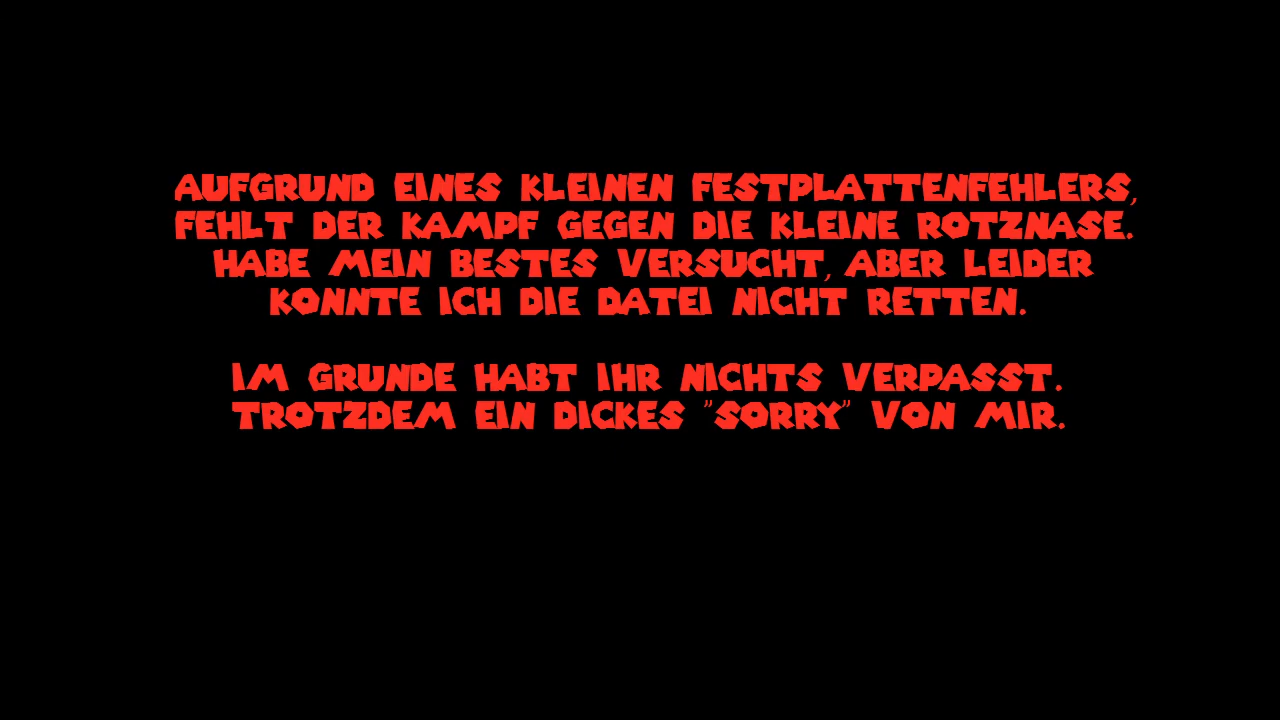 AUFGRUND EINES KLEINEN FESTPLATTENFEHLERS,
FEHLT DER KAMPF GEGEN DIE KLEINE ROTZNASE.
HABE MEIN BESTES VERSUCHT, ABER LEIDER
KONNTE ICH DIE DATEI NICHT RETTEN.

IM GRUNDE HABT IHR NICHTS VERPASST.
TROTZDEM EIN DICKES "SORRY" VON MIR.